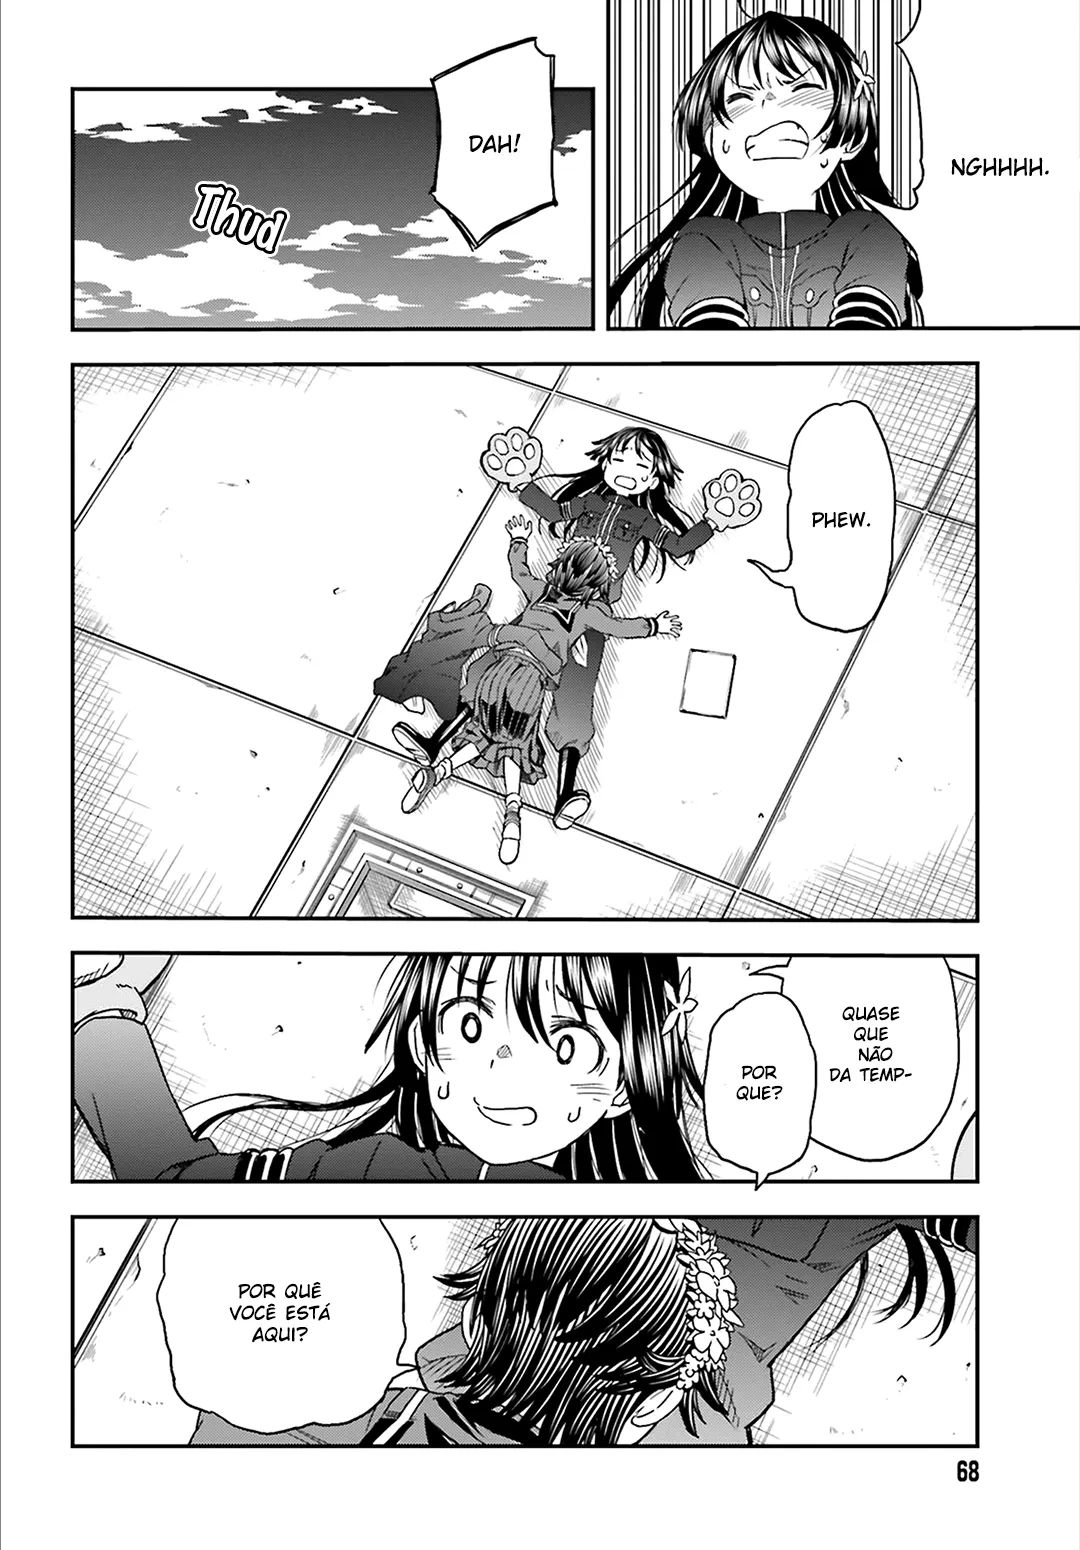 NGHHHH.
DAH!
Thud
PHEW.
QUASE
QUE
NÃO
DA TEMP-
POR
QUE?
POR QUÊ
VOCÊ ESTÁ
AQUI?
68